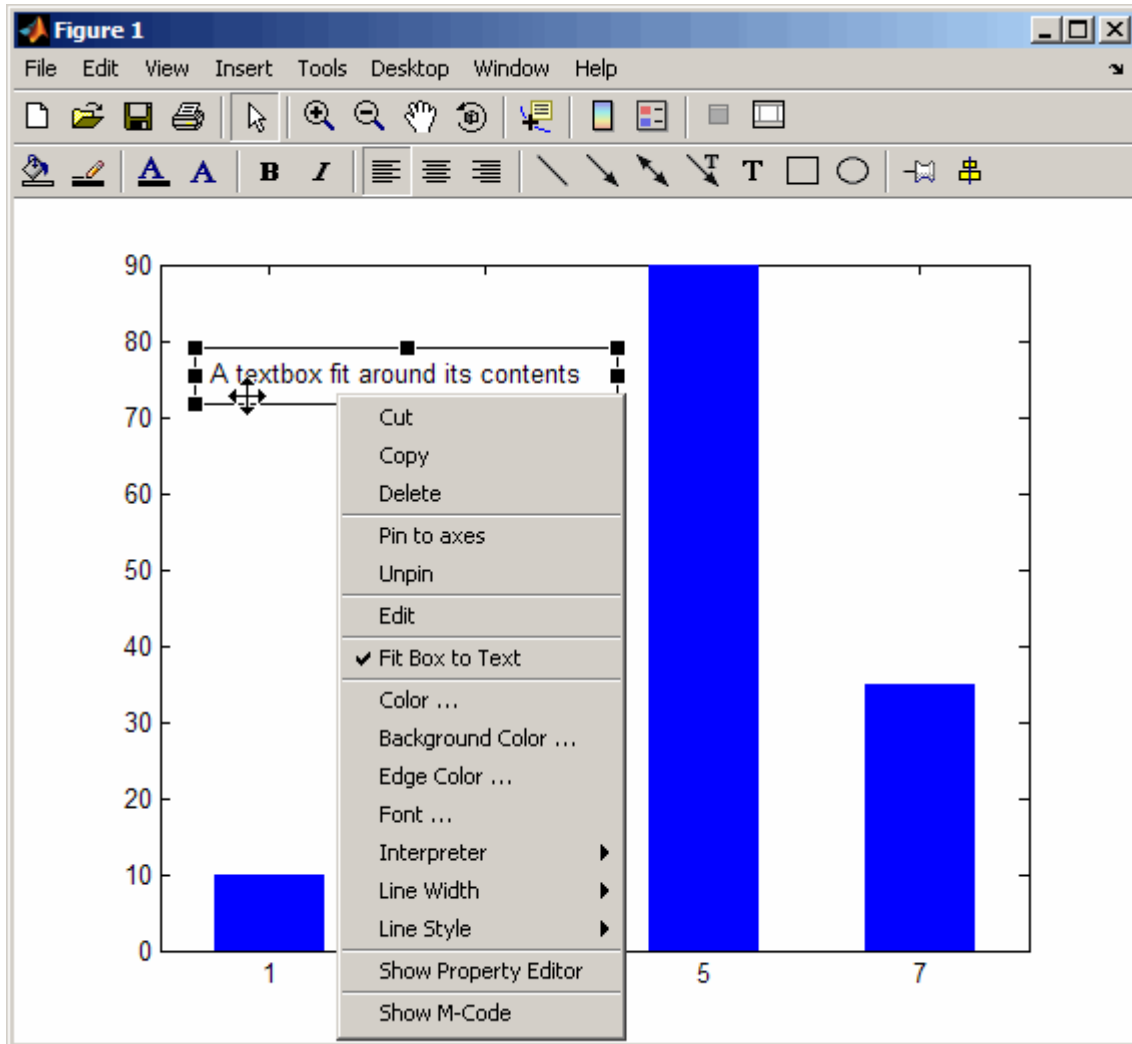 Figure 1
File Edit View Insert Tools Desktop Window Help
T T
A A B I
90
80
A textbox fit around its contents
70
60
50
40
30
20
10
0
Cut
Copy
Delete
Pin to axes
Unpin
Edit
Fit Box to Text
Color ...
Background Color ...
Edge Color ...
Font ...
Interpreter
Line Width
Line Style
Show Property Editor
Show M-Code
1 5 7